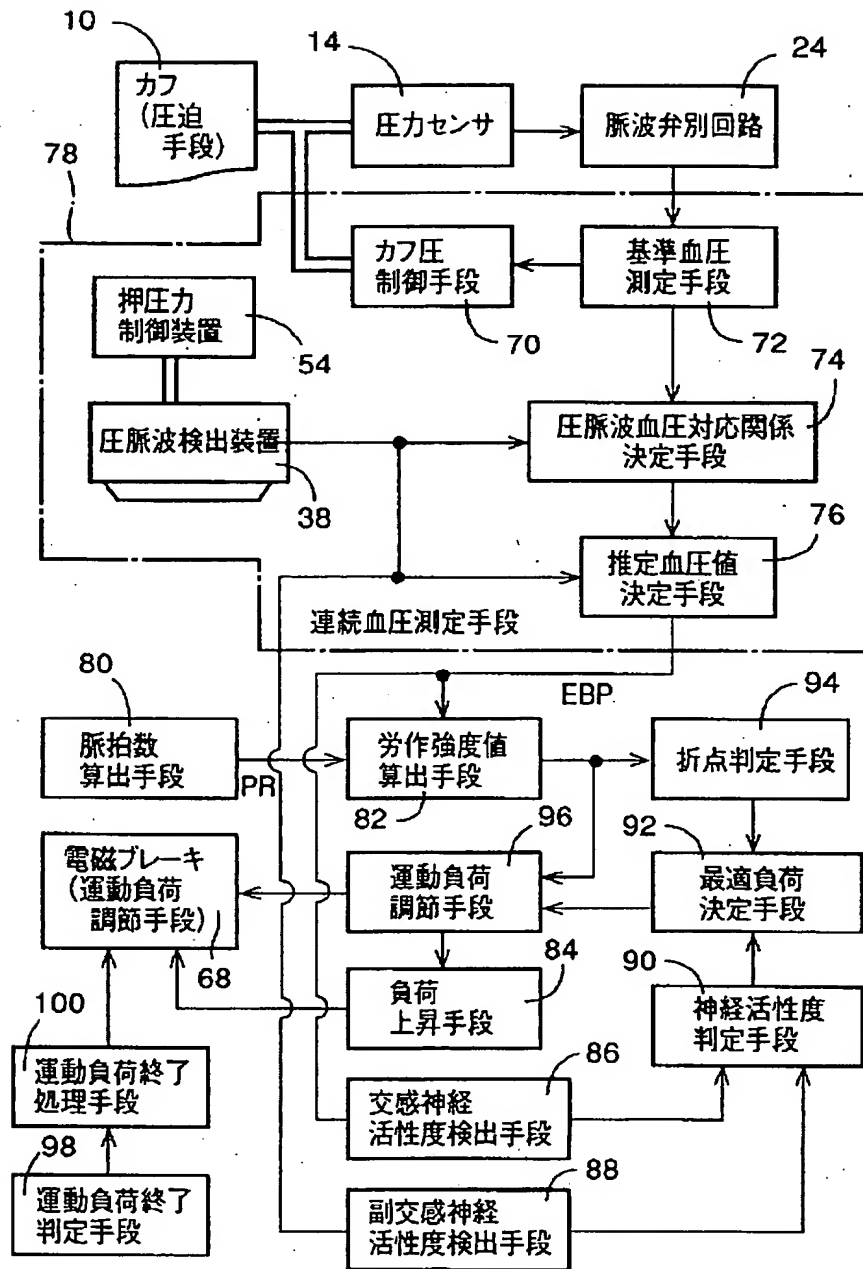 10
カフ
(圧迫
手段)
14
圧力センサ
24
脈波弁別回路
78
カフ圧
制御手段
70
基準血圧
測定手段
72
押圧力
制御装置
54
圧脈波検出装置
38
74
圧脈波血圧対応関係
決定手段
76
推定血圧値
決定手段
連続血圧測定手段
EBP
80
脈拍数
算出手段
PR
労作強度値
算出手段
82
94
折点判定手段
電磁ブレーキ
(運動負荷
調節手段)
68
96
運動負荷
調節手段
92
最適負荷
決定手段
84
負荷
上昇手段
90
神経活性度
判定手段
100
運動負荷終了
処理手段
86
交感神経
活性度検出手段
98
運動負荷終了
判定手段
88
副交感神経
活性度検出手段